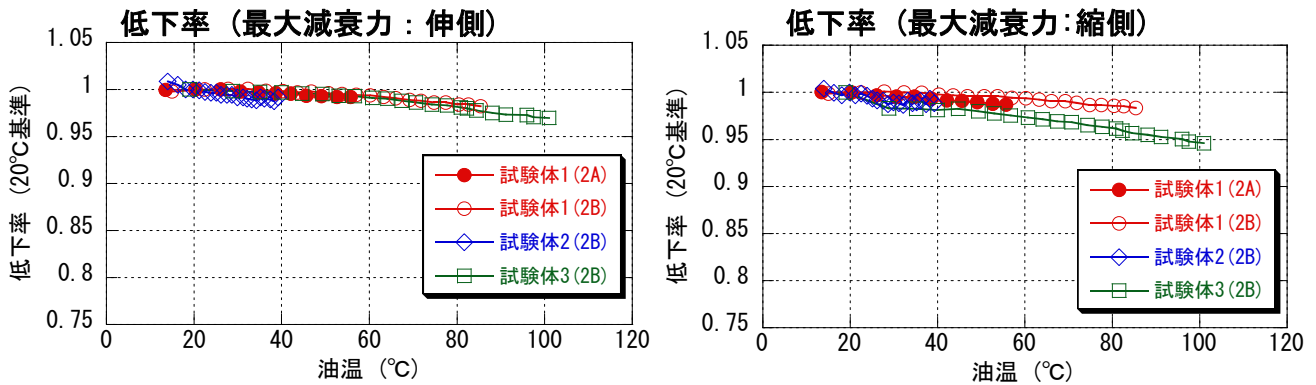 低下率（最大減衰力：伸側）
低下率（20℃基準）
1.05
1
0.95
0.9
0.85
0.8
0.75
0 20 40 60 80 100 120
油温（℃）
試験体1(2A)
試験体1(2B)
試験体2(2B)
試験体3(2B)
低下率（最大減衰力：縮側）
低下率（20℃基準）
1.05
1
0.95
0.9
0.85
0.8
0.75
0 20 40 60 80 100 120
油温（℃）
試験体1(2A)
試験体1(2B)
試験体2(2B)
試験体3(2B)